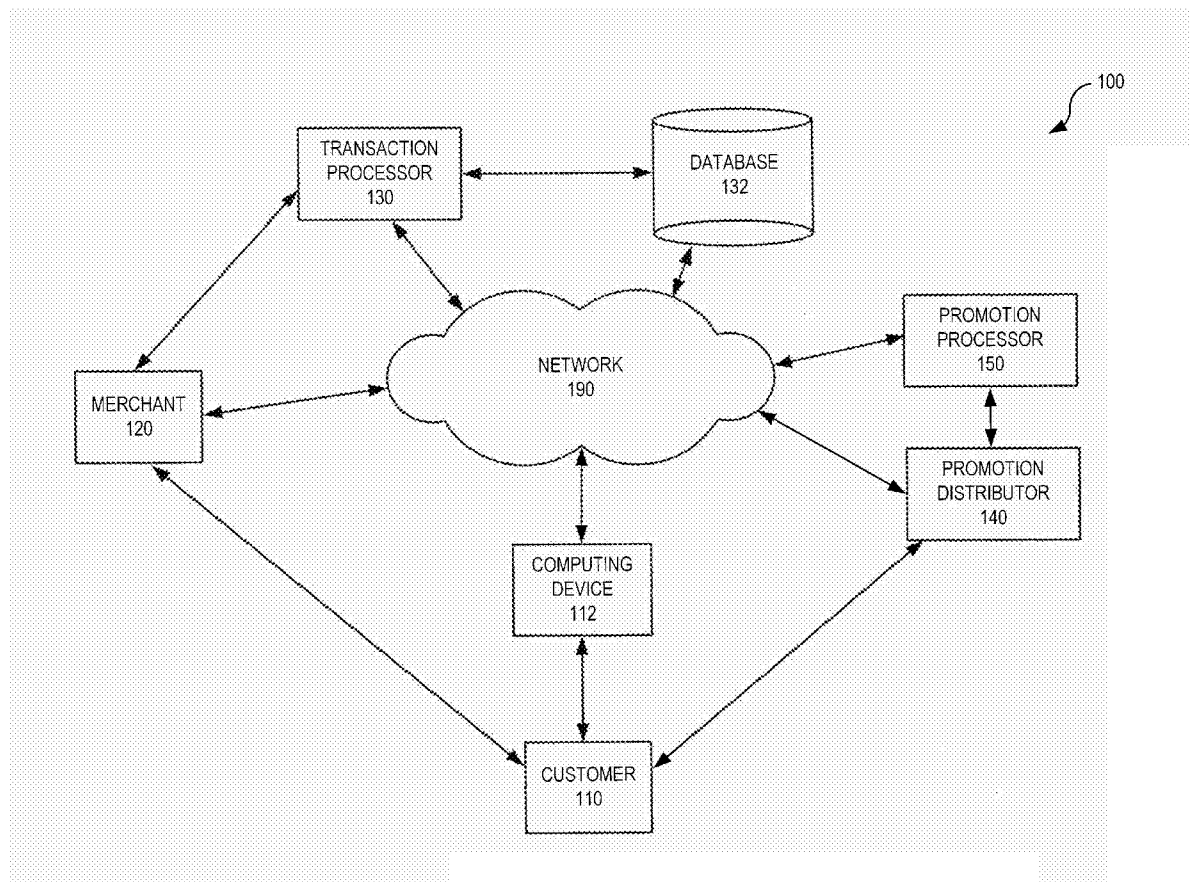 100
TRANSACTION
PROCESSOR
130
DATABASE
132
PROMOTION
PROCESSOR
150
NETWORK
190
MERCHANT
120
PROMOTION
DISTRIBUTOR
140
COMPUTING
DEVICE
112
CUSTOMER
110